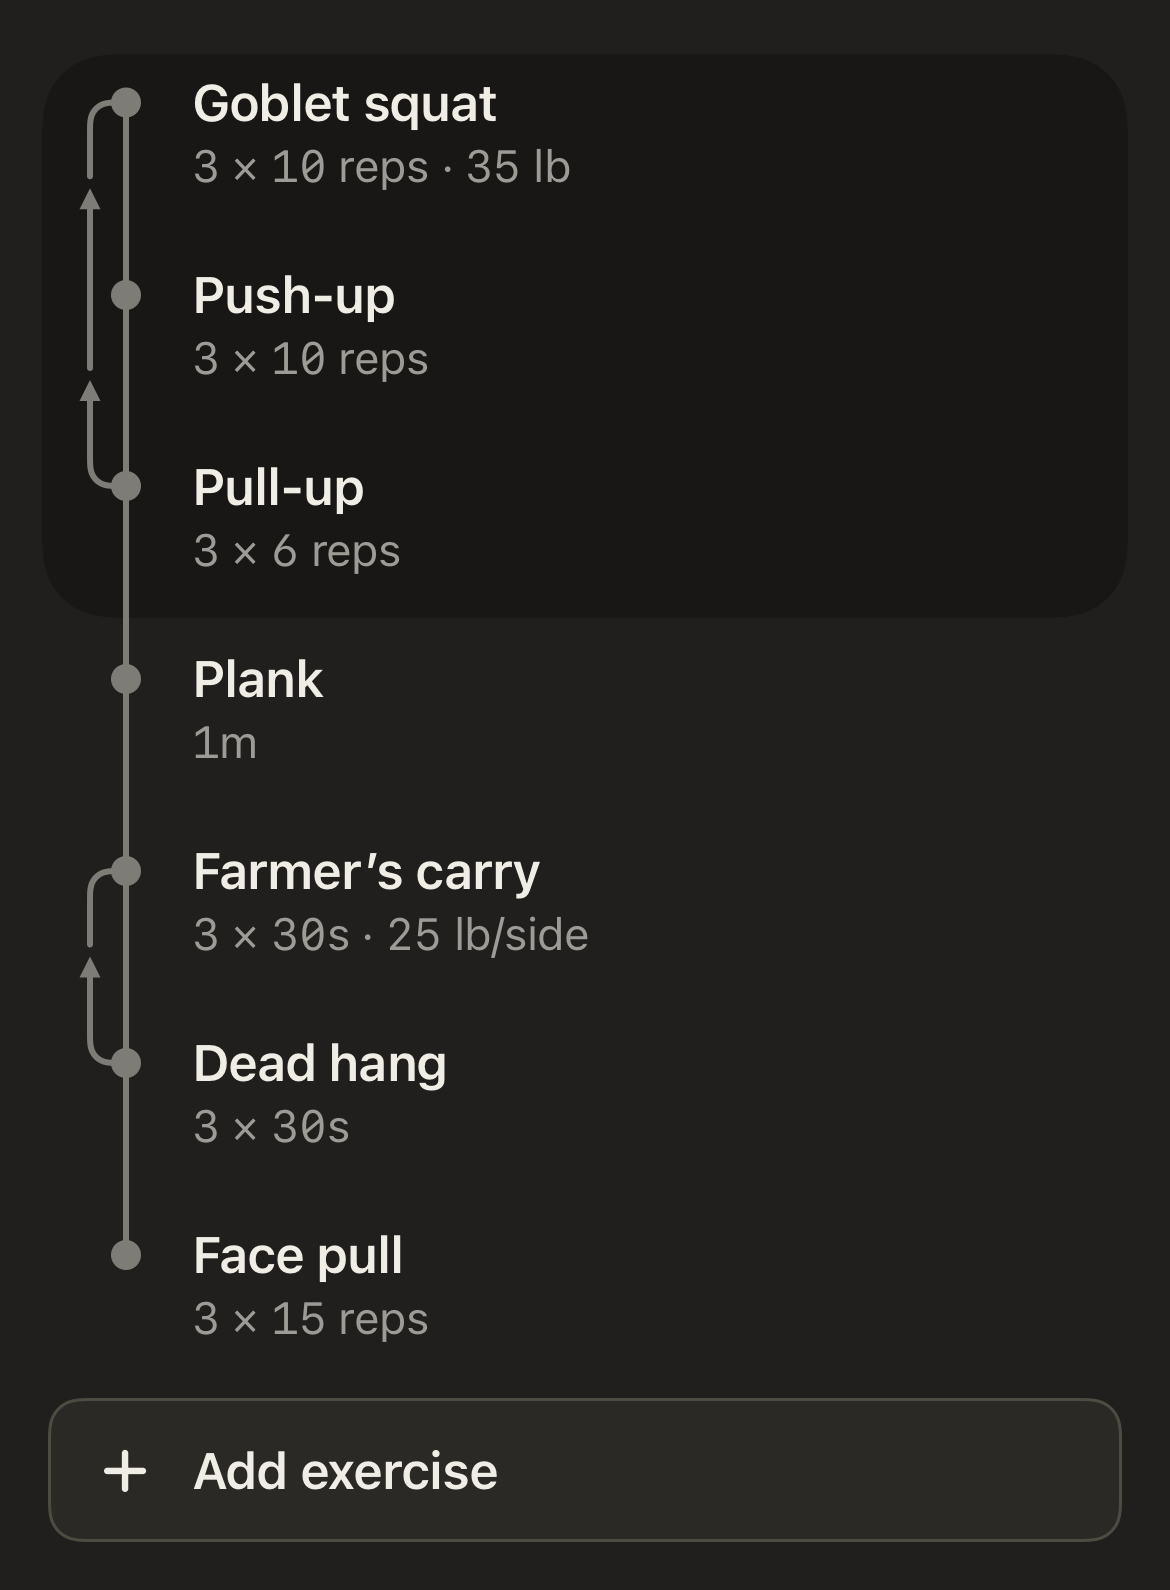 Goblet squat
3 × 10 reps · 35 lb
Push-up
3 × 10 reps
Pull-up
3 × 6 reps
Plank
1m
Farmer’s carry
3 × 30s · 25 lb/side
Dead hang
3 × 30s
Face pull
3 × 15 reps
Add exercise